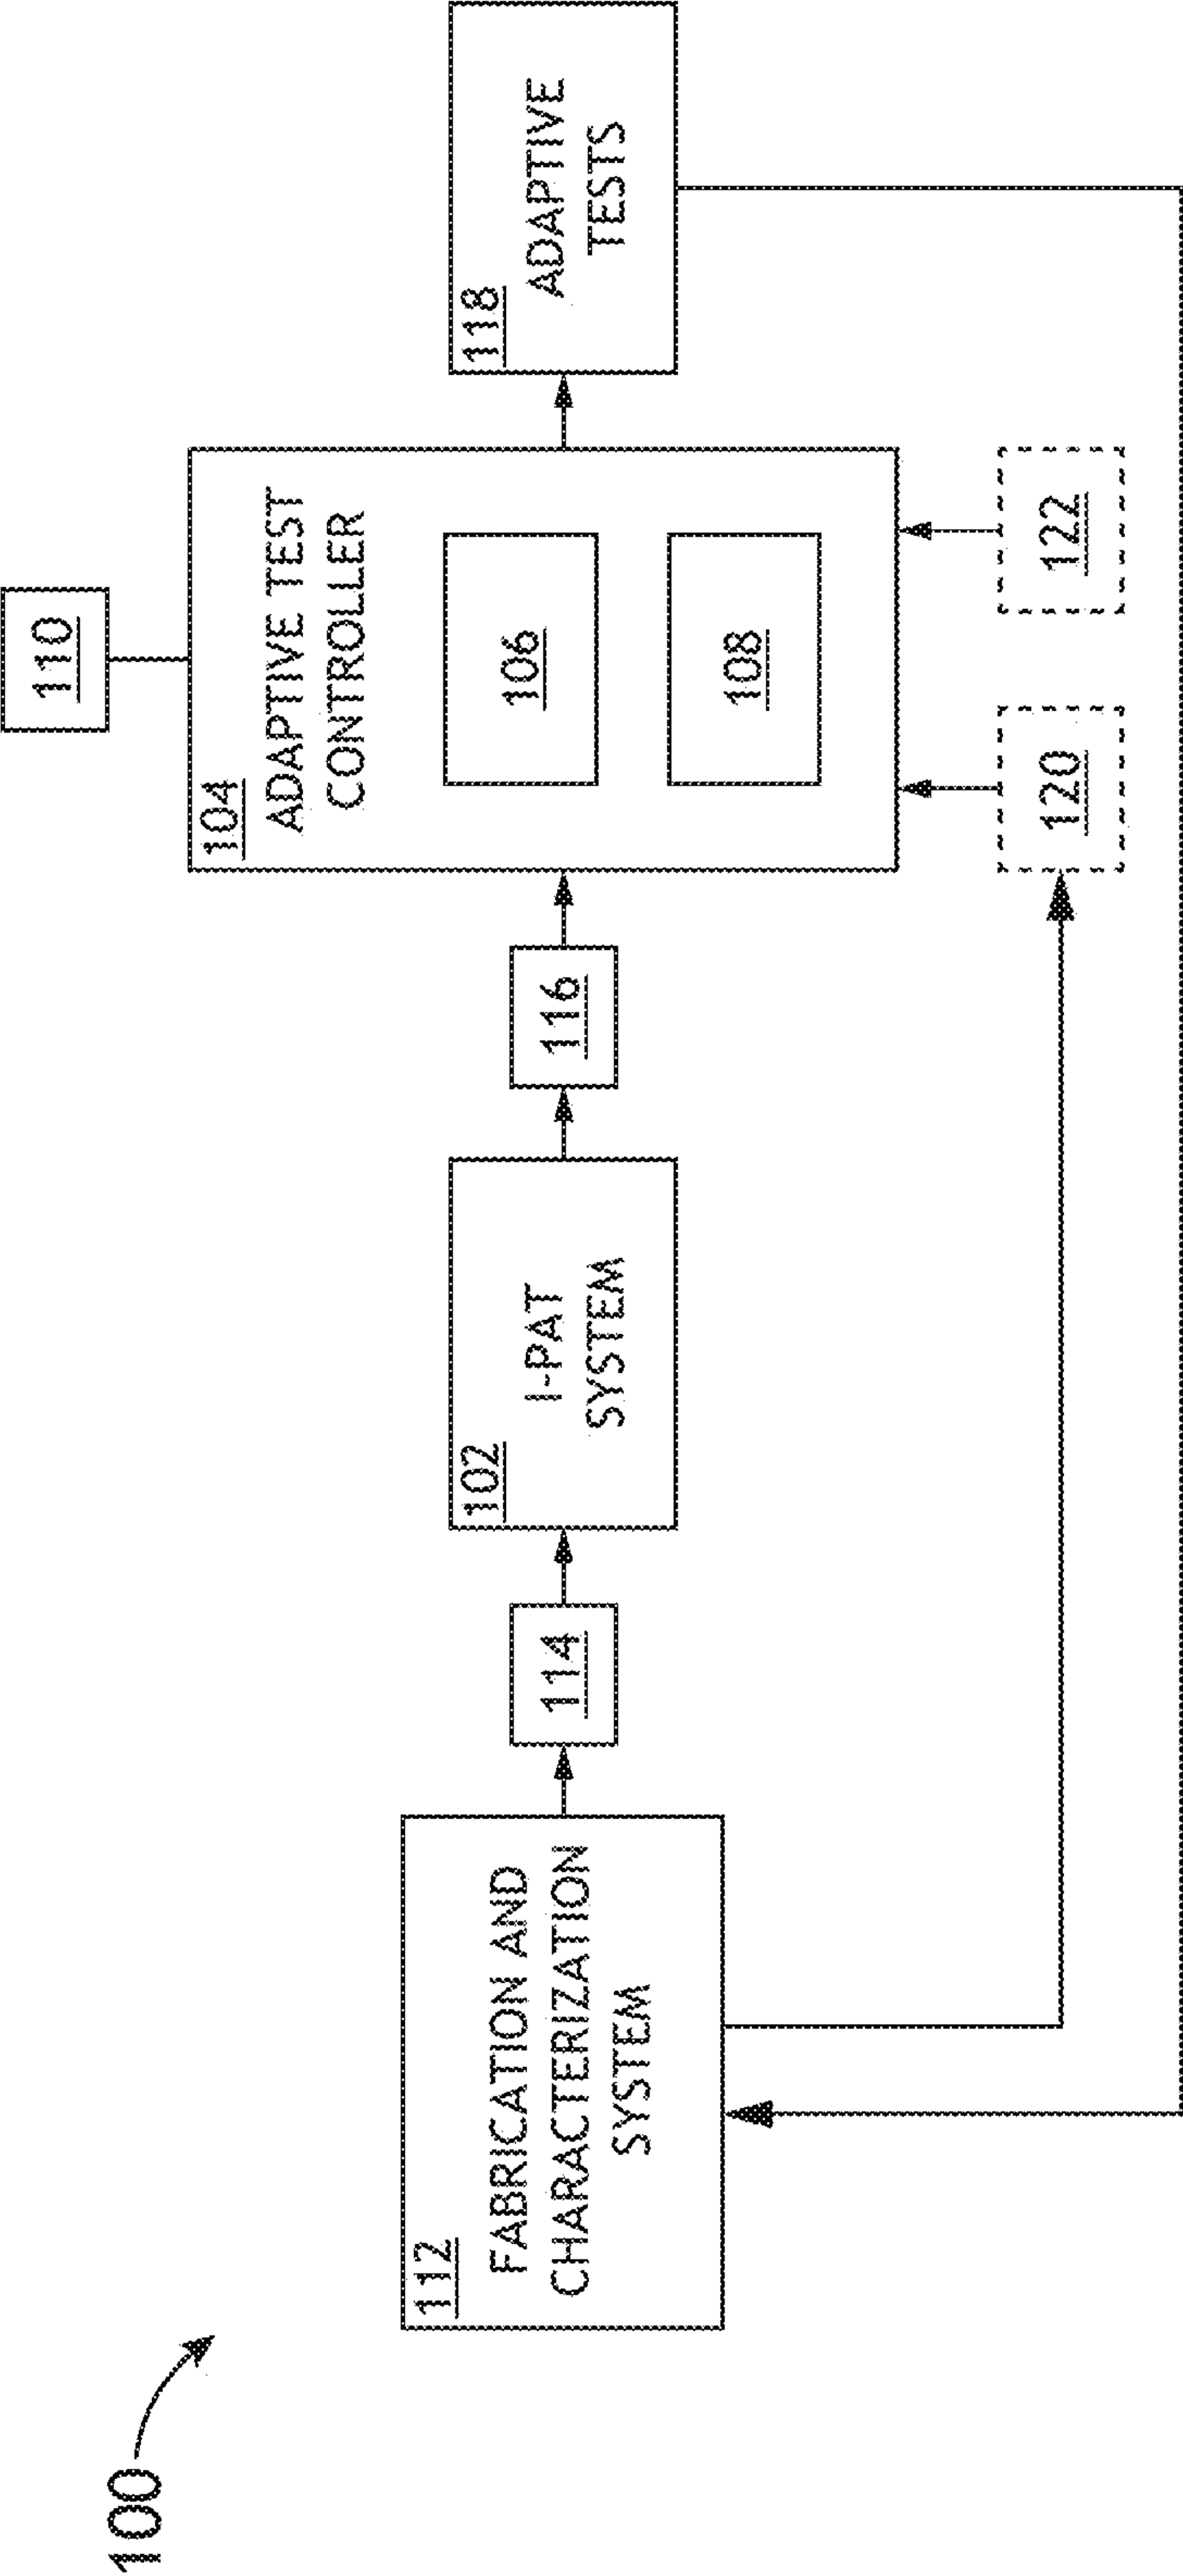 100
112
FABRICATION AND
CHARACTERIZATION
SYSTEM
114
102
I-PAT
SYSTEM
116
110
104
ADAPTIVE TEST
CONTROLLER
106
108
118
ADAPTIVE
TESTS
120
122